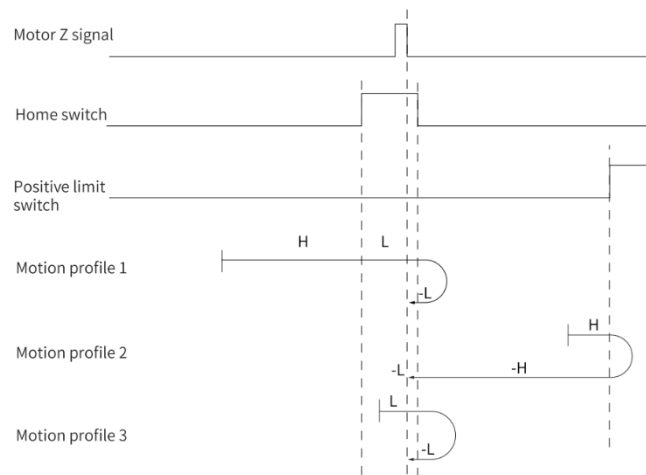 Motor Z signal
Home switch
Positive limit
switch
H
L
Motion profile 1
-L
H
Motion profile 2
-L
-H
L
Motion profile 3
-L